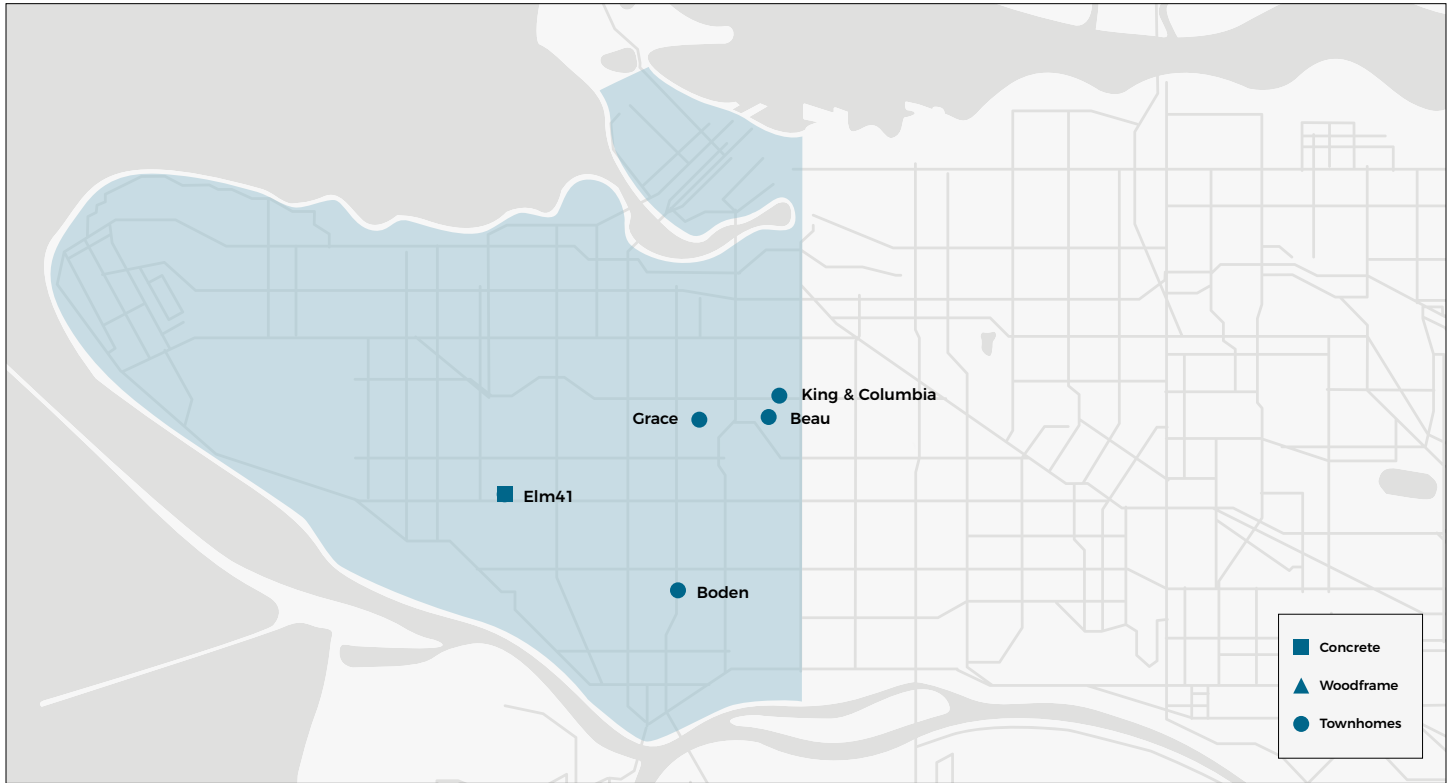 King & Columbia
Grace
Beau
Elm41
Boden
Concrete
Woodframe
Townhomes